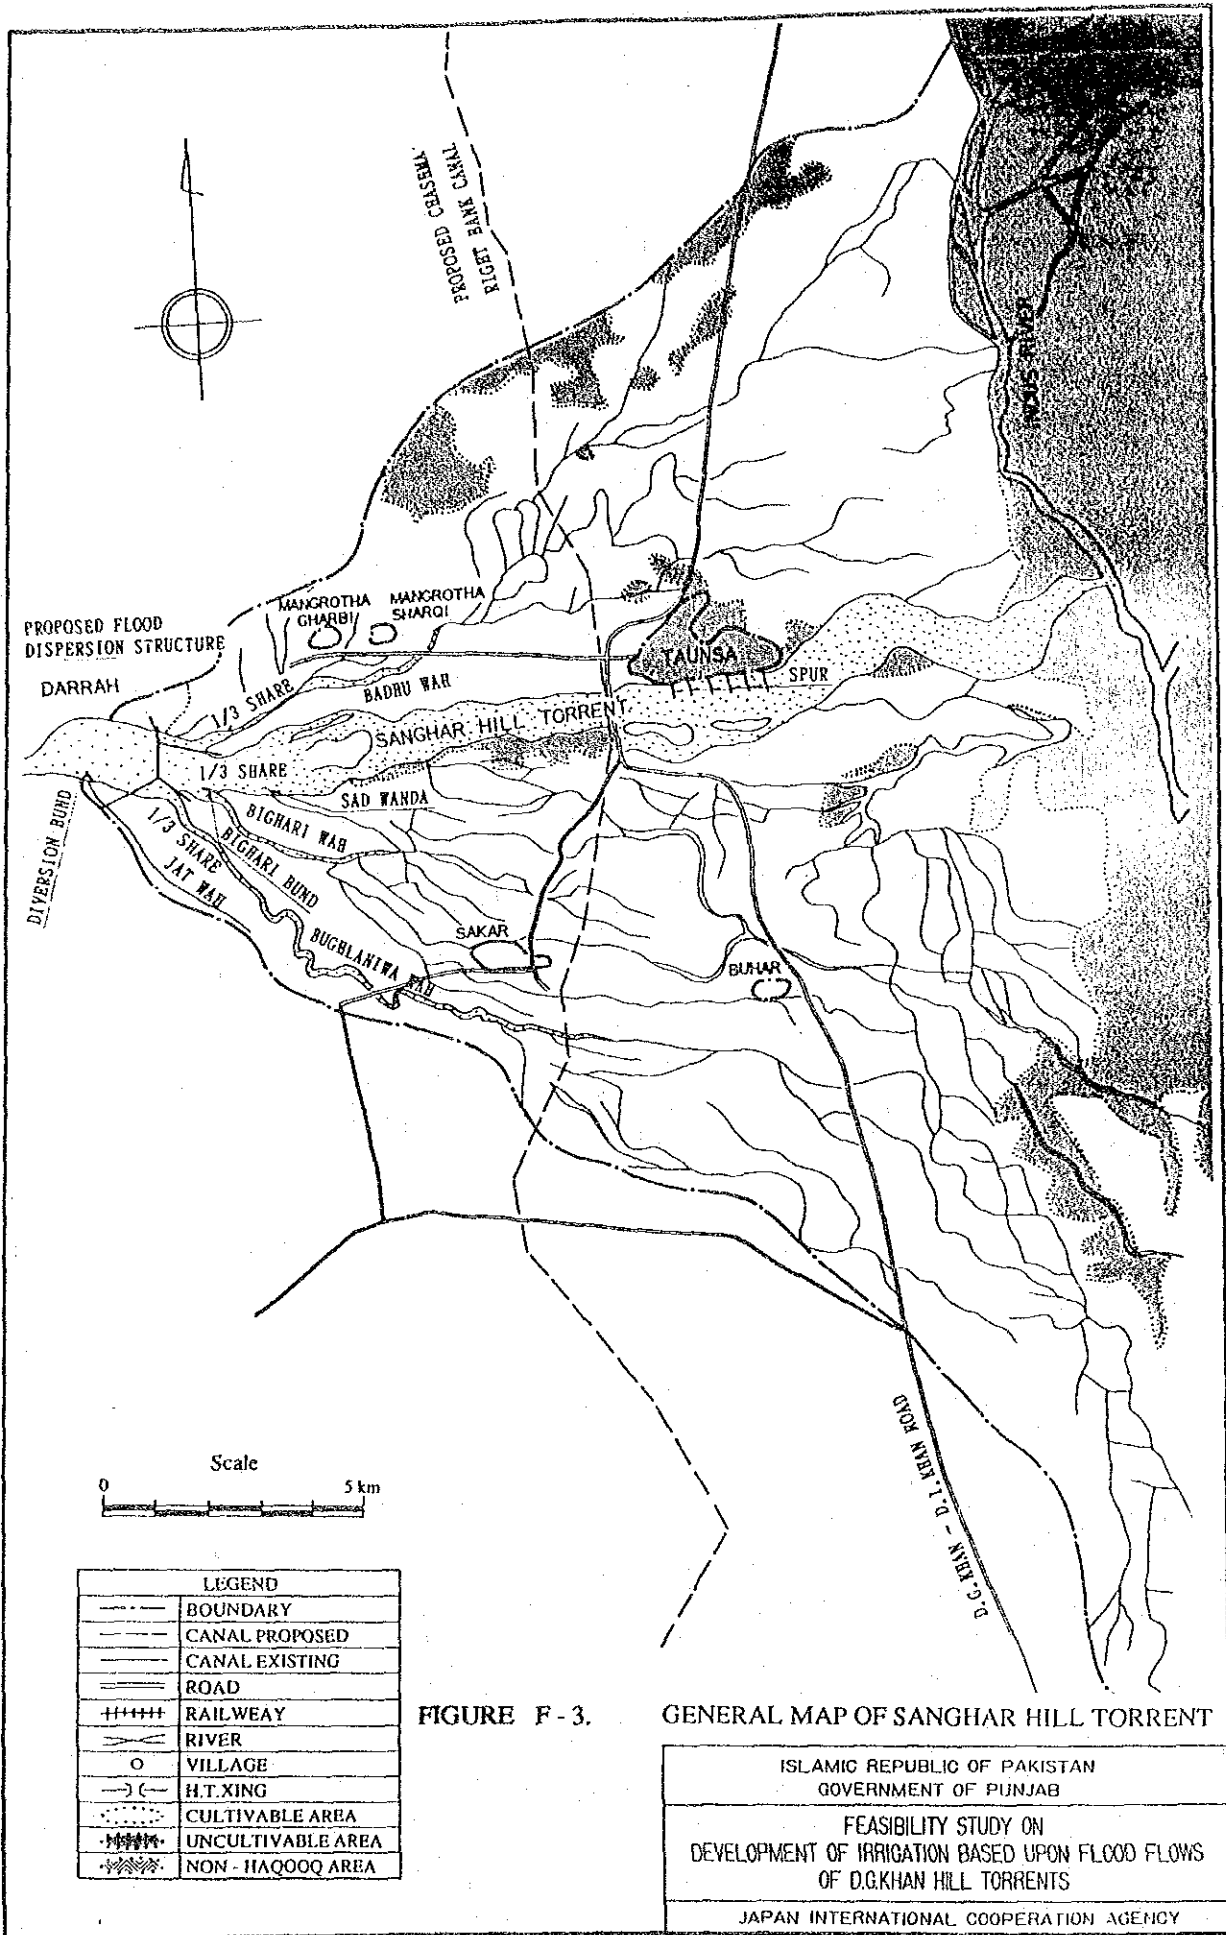 PROPOSED CHASHMA.
RIGHT BANK CANAL
INDUS RIVER
MANGROTHA
GHARBI
MANGROTHA
SHARQI
PROPOSED FLOOD
DISPERSION STRUCTURE
DARRAH
1/3 SHARE
BADHU WAH
TAUNSA
SPUR
SANGHAR HILL TORRENT
1/3 SHARE
SAD WANDA
DIVERSION BUND
1/3 SHARE
JAT WAH
BIGHARI WAH
BIGHARI BUND
SAKAR
BUGHLANIWA WAH
BUHAR
D.G.KHAN - D.I.KHAN ROAD
Scale
0 5 km
LEGEND
BOUNDARY
CANAL PROPOSED
CANAL EXISTING
ROAD
RAILWEAY
RIVER
VILLAGE
H.T.XING
CULTIVABLE AREA
UNCULTIVABLE AREA
NON - HAQOOQ AREA
FIGURE F - 3. GENERAL MAP OF SANGHAR HILL TORRENT
ISLAMIC REPUBLIC OF PAKISTAN
GOVERNMENT OF PUNJAB
FEASIBILITY STUDY ON
DEVELOPMENT OF IRRIGATION BASED UPON FLOOD FLOWS
OF D.G.KHAN HILL TORRENTS
JAPAN INTERNATIONAL COOPERATION AGENCY